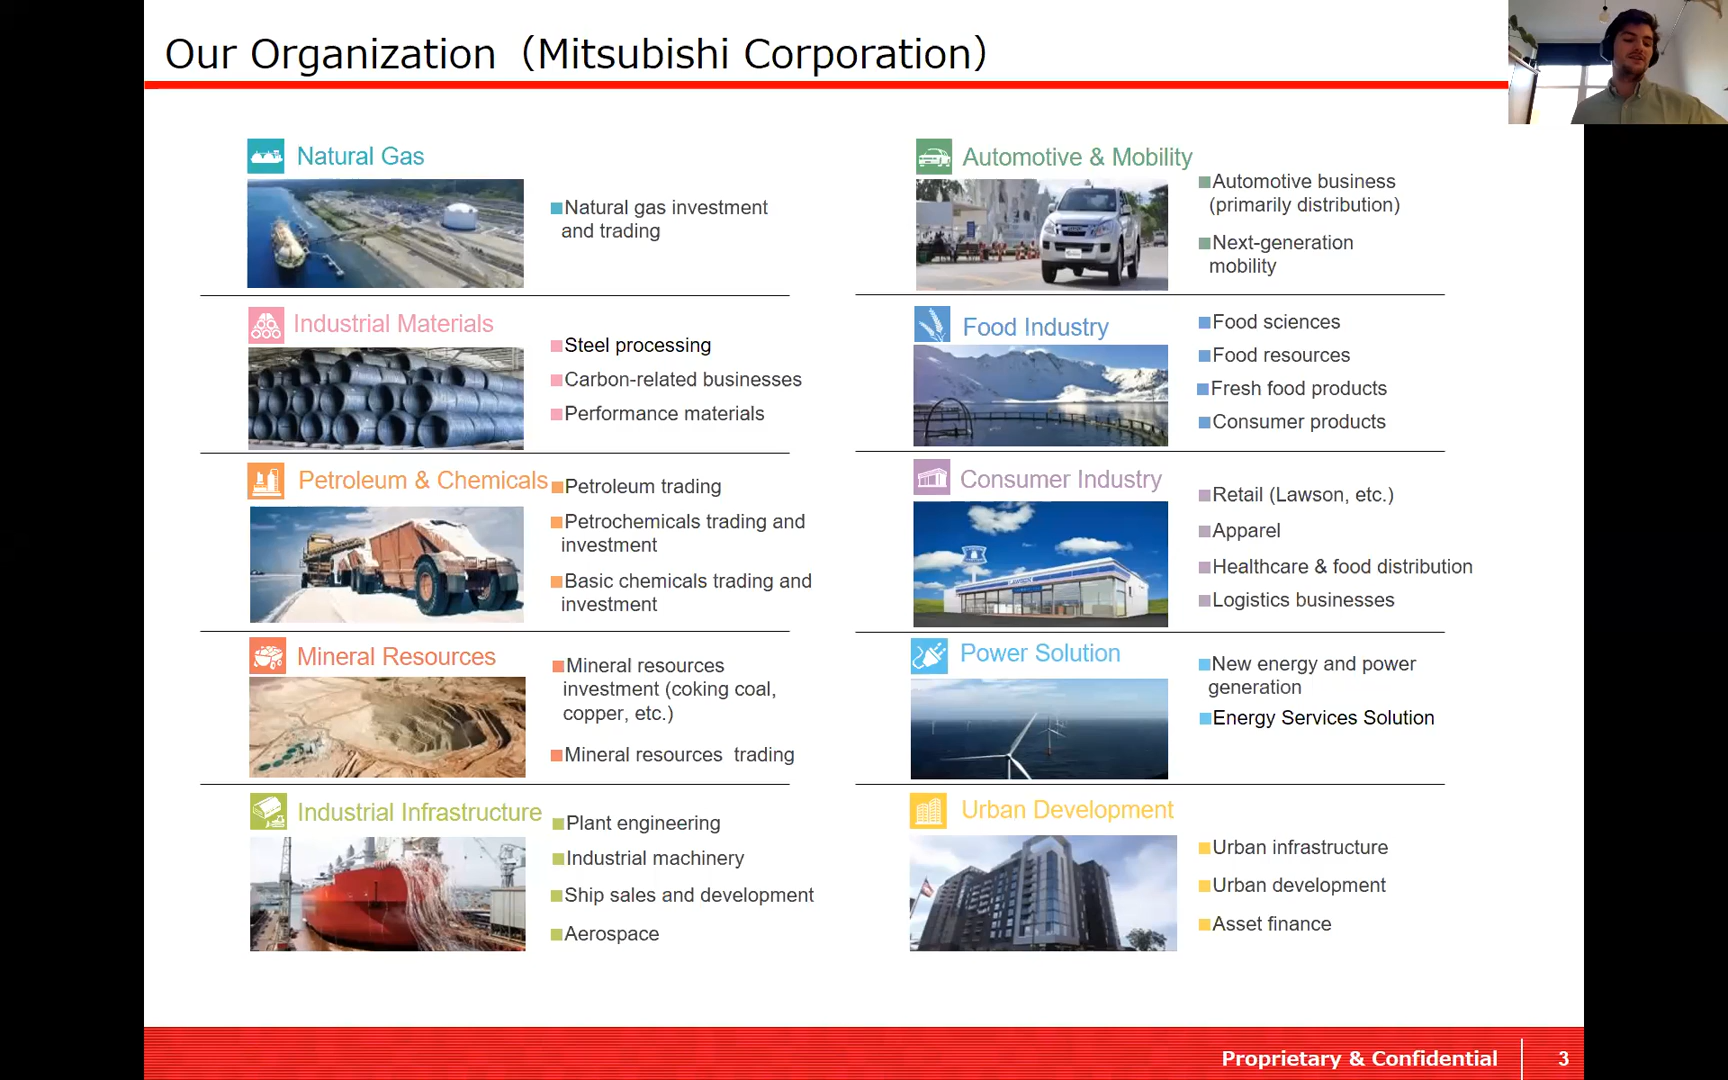 Our Organization（Mitsubishi Corporation）
Natural Gas
■Natural gas investment
and trading
Industrial Materials
■Steel processing
■Carbon-related businesses
■Performance materials
Petroleum & Chemicals
■Petroleum trading
■Petrochemicals trading and
investment
■Basic chemicals trading and
investment
Mineral Resources
■Mineral resources
investment (coking coal,
copper, etc.)
■Mineral resources trading
Industrial Infrastructure
■Plant engineering
■Industrial machinery
■Ship sales and development
■Aerospace
Automotive & Mobility
■Automotive business
(primarily distribution)
■Next-generation
mobility
Food Industry
■Food sciences
■Food resources
■Fresh food products
■Consumer products
Consumer Industry
LAWSON
■Retail (Lawson, etc.)
■Apparel
■Healthcare & food distribution
■Logistics businesses
Power Solution
■New energy and power
generation
■Energy Services Solution
Urban Development
■Urban infrastructure
■Urban development
■Asset finance
Proprietary & Confidential
3